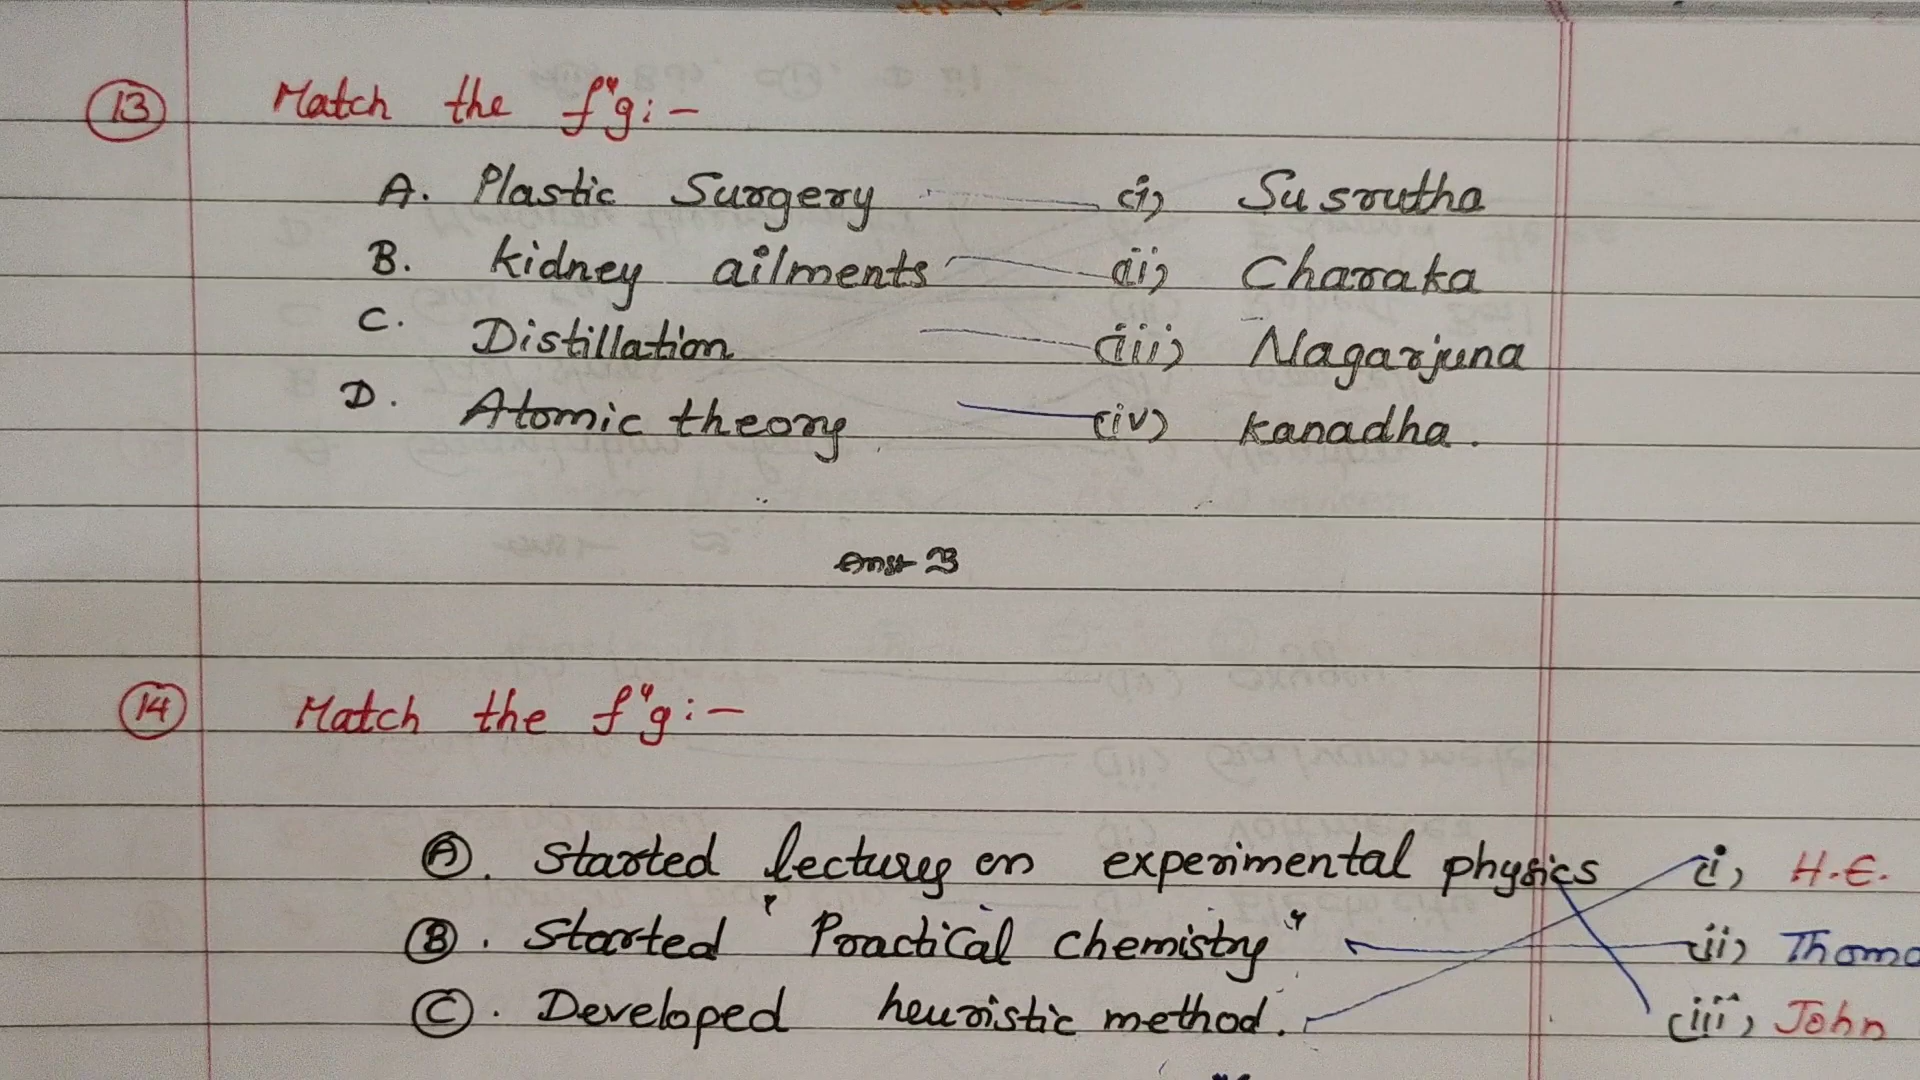 13 Match the f"g:-
A. Plastic Surgery (i) Susrutha
B. kidney ailments (ii) Charaka
C. Distillation (iii) Nagarjuna
D. Atomic theory (iv) kanadha.
Ans B
14 Match the f"g:-
A. Started lectures on experimental physics (i) H.E.
B. Started "Practical chemistry" (ii) Thoma
C. Developed heuristic method. (iii) John